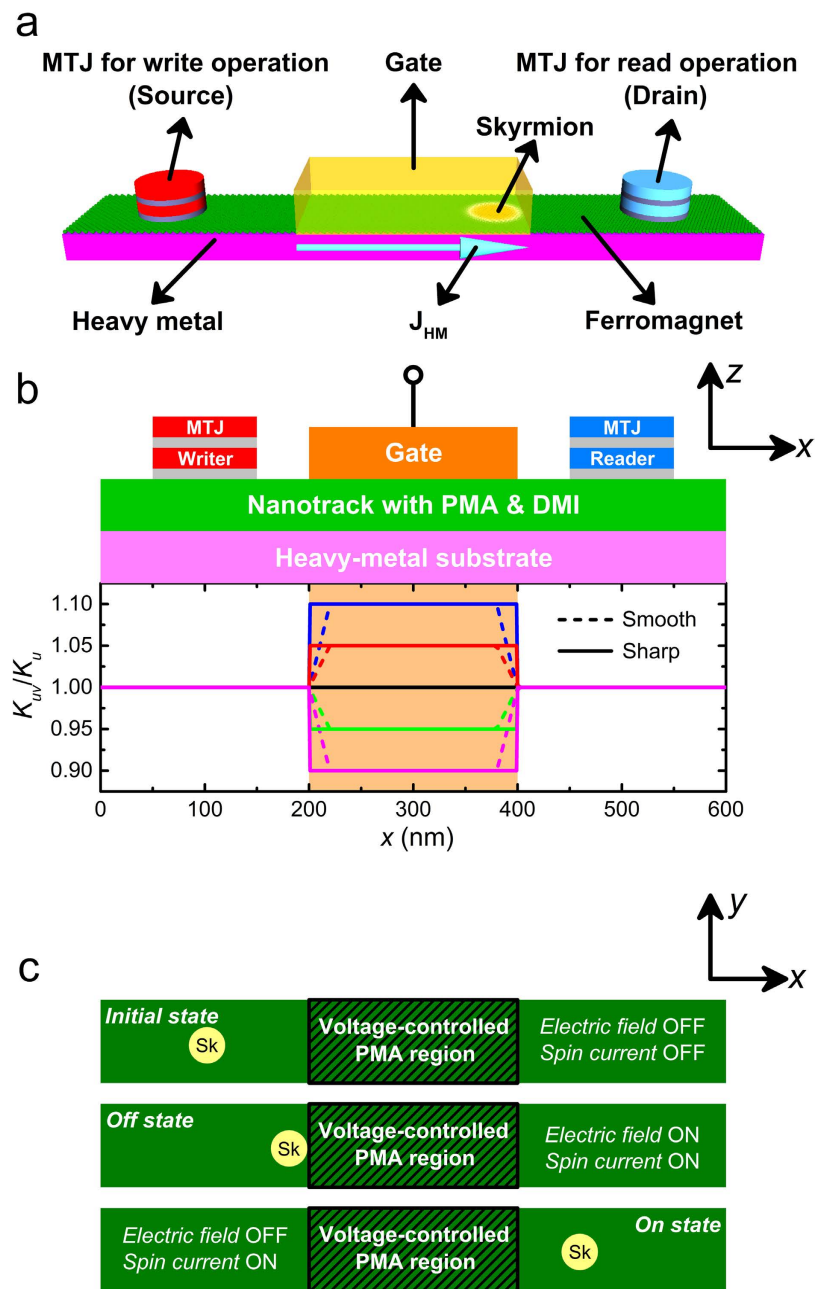 a
MTJ for write operation
(Source)
Gate
MTJ for read operation
(Drain)
Skyrmion
Heavy metal
J_HM
Ferromagnet
b
z
x
MTJ
Writer
Gate
MTJ
Reader
Nanotrack with PMA & DMI
Heavy-metal substrate
K_uv/K_u
1.10
1.05
1.00
0.95
0.90
Smooth
Sharp
0
100
200
300
400
500
600
x (nm)
y
x
c
Initial state
Sk
Voltage-controlled
PMA region
Electric field OFF
Spin current OFF
Off state
Sk
Voltage-controlled
PMA region
Electric field ON
Spin current ON
Electric field OFF
Spin current ON
Voltage-controlled
PMA region
On state
Sk